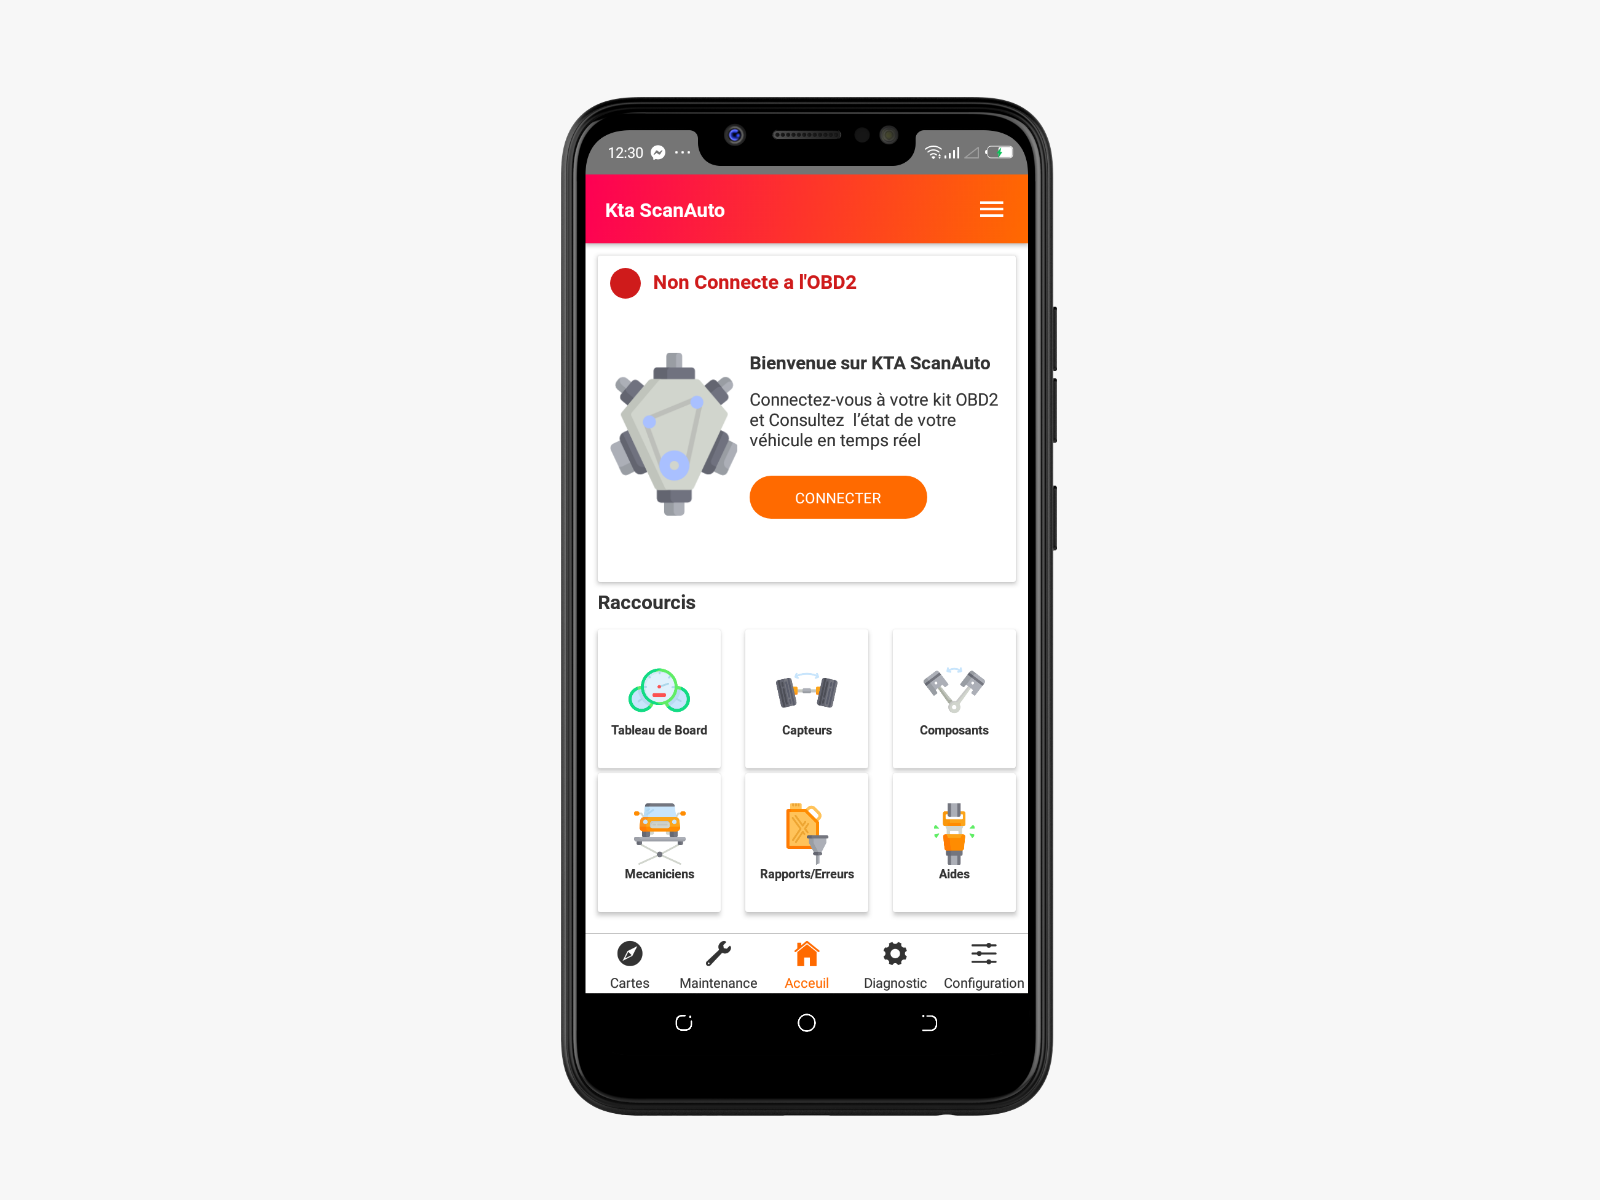 12:30
Kta ScanAuto
Non Connecte a l'OBD2
Bienvenue sur KTA ScanAuto
Connectez-vous à votre kit OBD2
et Consultez  l’état de votre
véhicule en temps réel
CONNECTER
Raccourcis
Tableau de Board
Capteurs
Composants
Mecaniciens
Rapports/Erreurs
Aides
Cartes
Maintenance
Acceuil
Diagnostic
Configuration